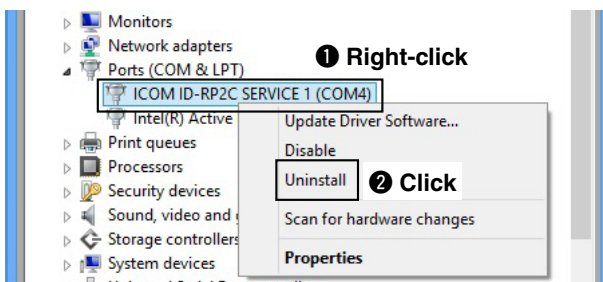 Monitors
Network adapters
❶ Right-click
Ports (COM & LPT)
ICOM ID-RP2C SERVICE 1 (COM4)
Intel(R) Active
Update Driver Software...
Print queues
Disable
Processors
Uninstall
❷ Click
Security devices
Sound, video and
Scan for hardware changes
Storage controllers
Properties
System devices